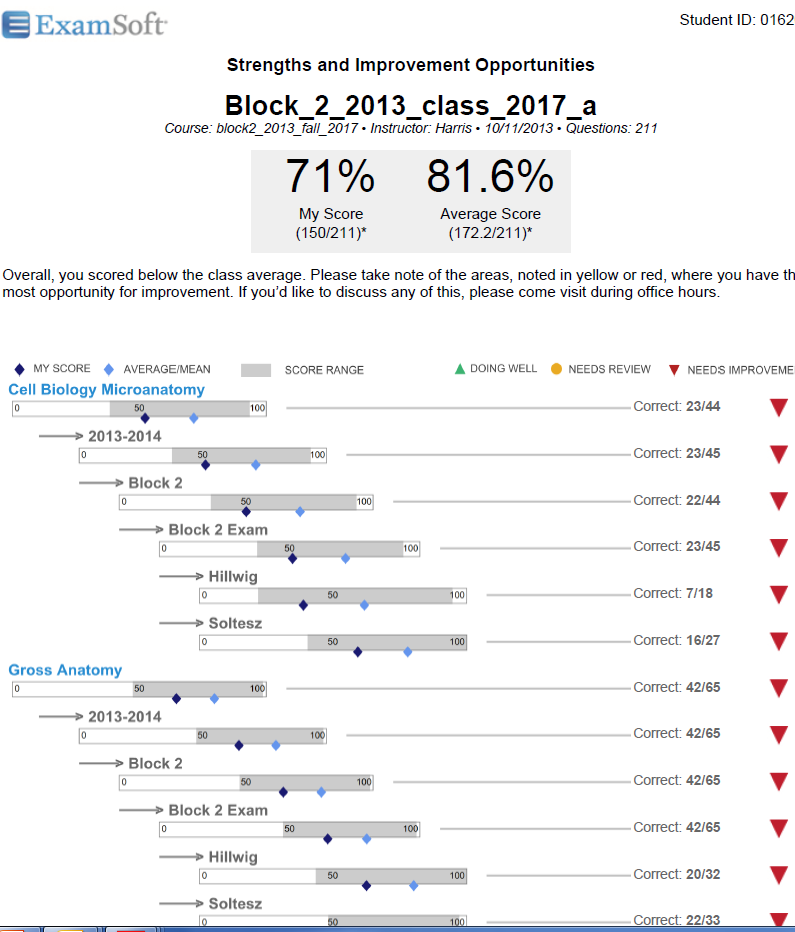 ExamSoft
Student ID: 0162
Strengths and Improvement Opportunities
Block_2_2013_class_2017_a
Course: block2_2013_fall_2017 • Instructor: Harris • 10/11/2013 • Questions: 211
71% 81.6%
My Score Average Score
(150/211)* (172.2/211)*
Overall, you scored below the class average. Please take note of the areas, noted in yellow or red, where you have th
most opportunity for improvement. If you'd like to discuss any of this, please come visit during office hours.
MY SCORE AVERAGE/MEAN SCORE RANGE DOING WELL NEEDS REVIEW NEEDS IMPROVEME
Cell Biology Microanatomy
0 50 100 Correct: 23/44
2013-2014
0 50 100 Correct: 23/45
Block 2
0 50 100 Correct: 22/44
Block 2 Exam
0 50 100 Correct: 23/45
Hillwig
0 50 100 Correct: 7/18
Soltesz
0 50 100 Correct: 16/27
Gross Anatomy
0 50 100 Correct: 42/65
2013-2014
0 50 100 Correct: 42/65
Block 2
0 50 100 Correct: 42/65
Block 2 Exam
0 50 100 Correct: 42/65
Hillwig
0 50 100 Correct: 20/32
Soltesz
0 50 100 Correct: 22/33